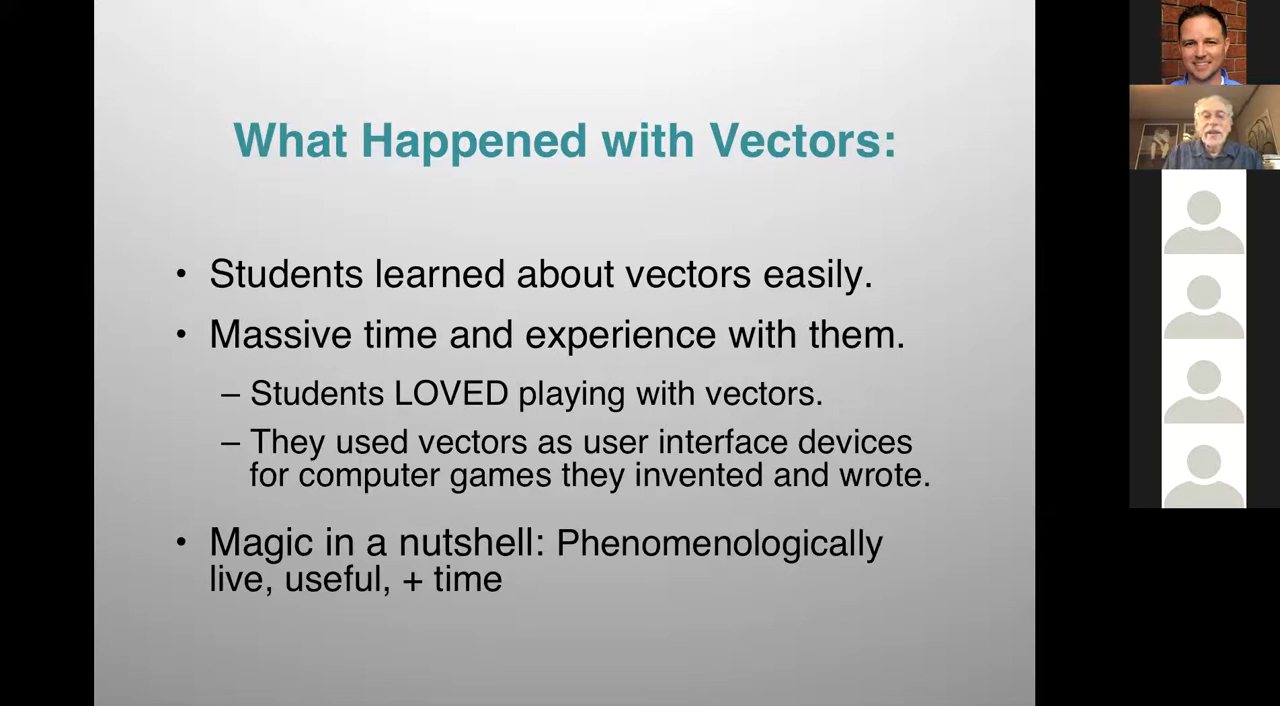 What Happened with Vectors:
• Students learned about vectors easily.
• Massive time and experience with them.
– Students LOVED playing with vectors.
– They used vectors as user interface devices
for computer games they invented and wrote.
• Magic in a nutshell: Phenomenologically
live, useful, + time